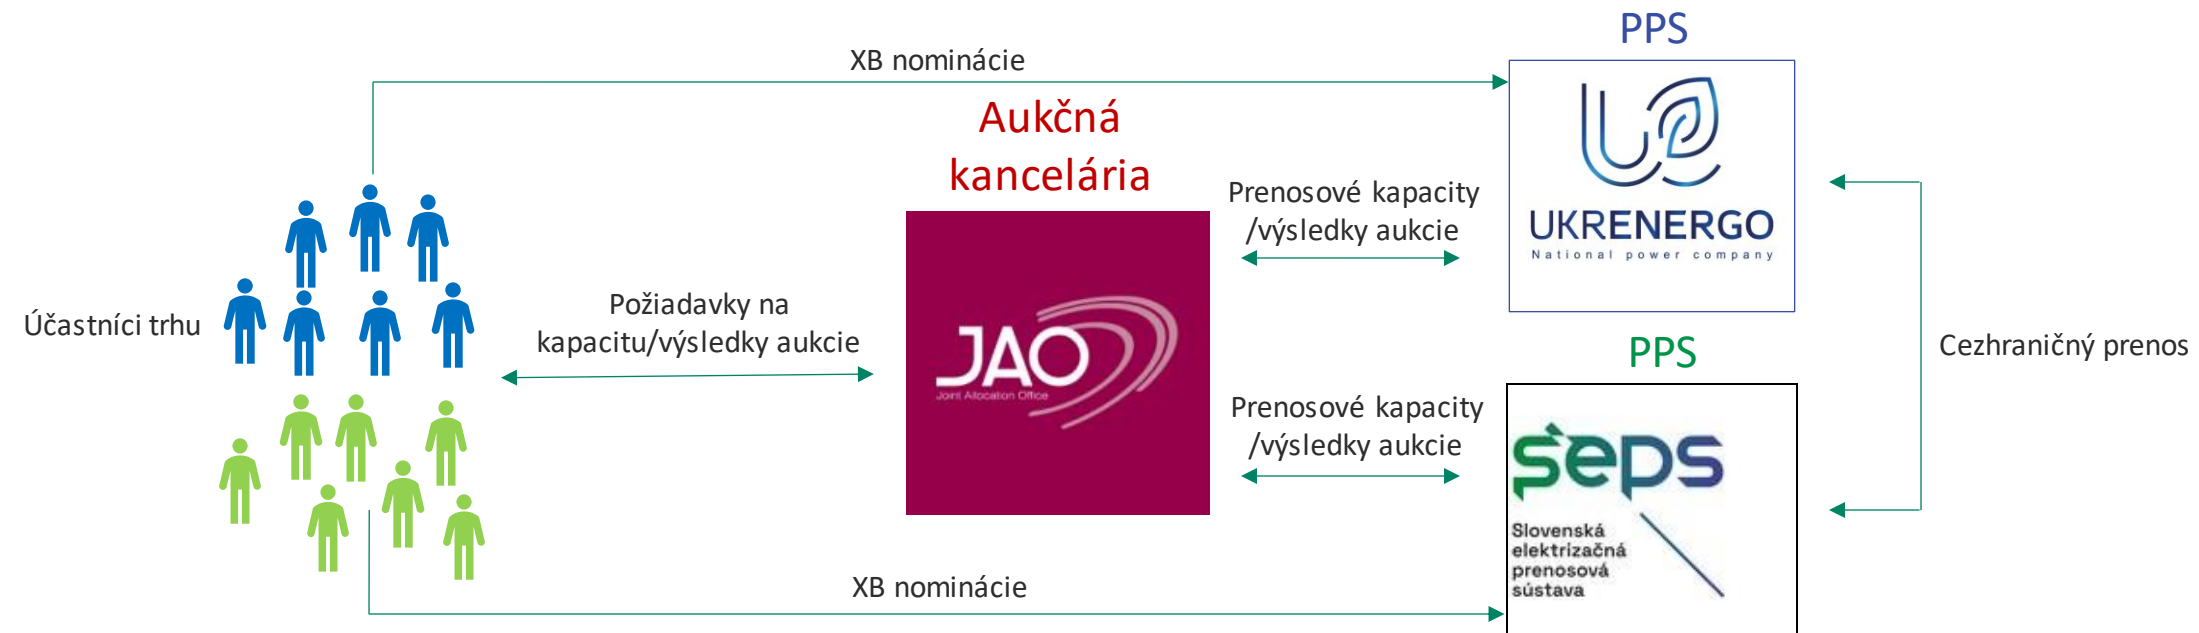 PPS
XB nominácie
Aukčná
kancelária
Prenosové kapacity
/výsledky aukcie
UKRENERGO
National power company
Účastníci trhu
Požiadavky na
kapacitu/výsledky aukcie
JAO
Joint Allocation Office
Cezhraničný prenos
PPS
Prenosové kapacity
/výsledky aukcie
seps
Slovenská
elektrizačná
prenosová
sústava
XB nominácie